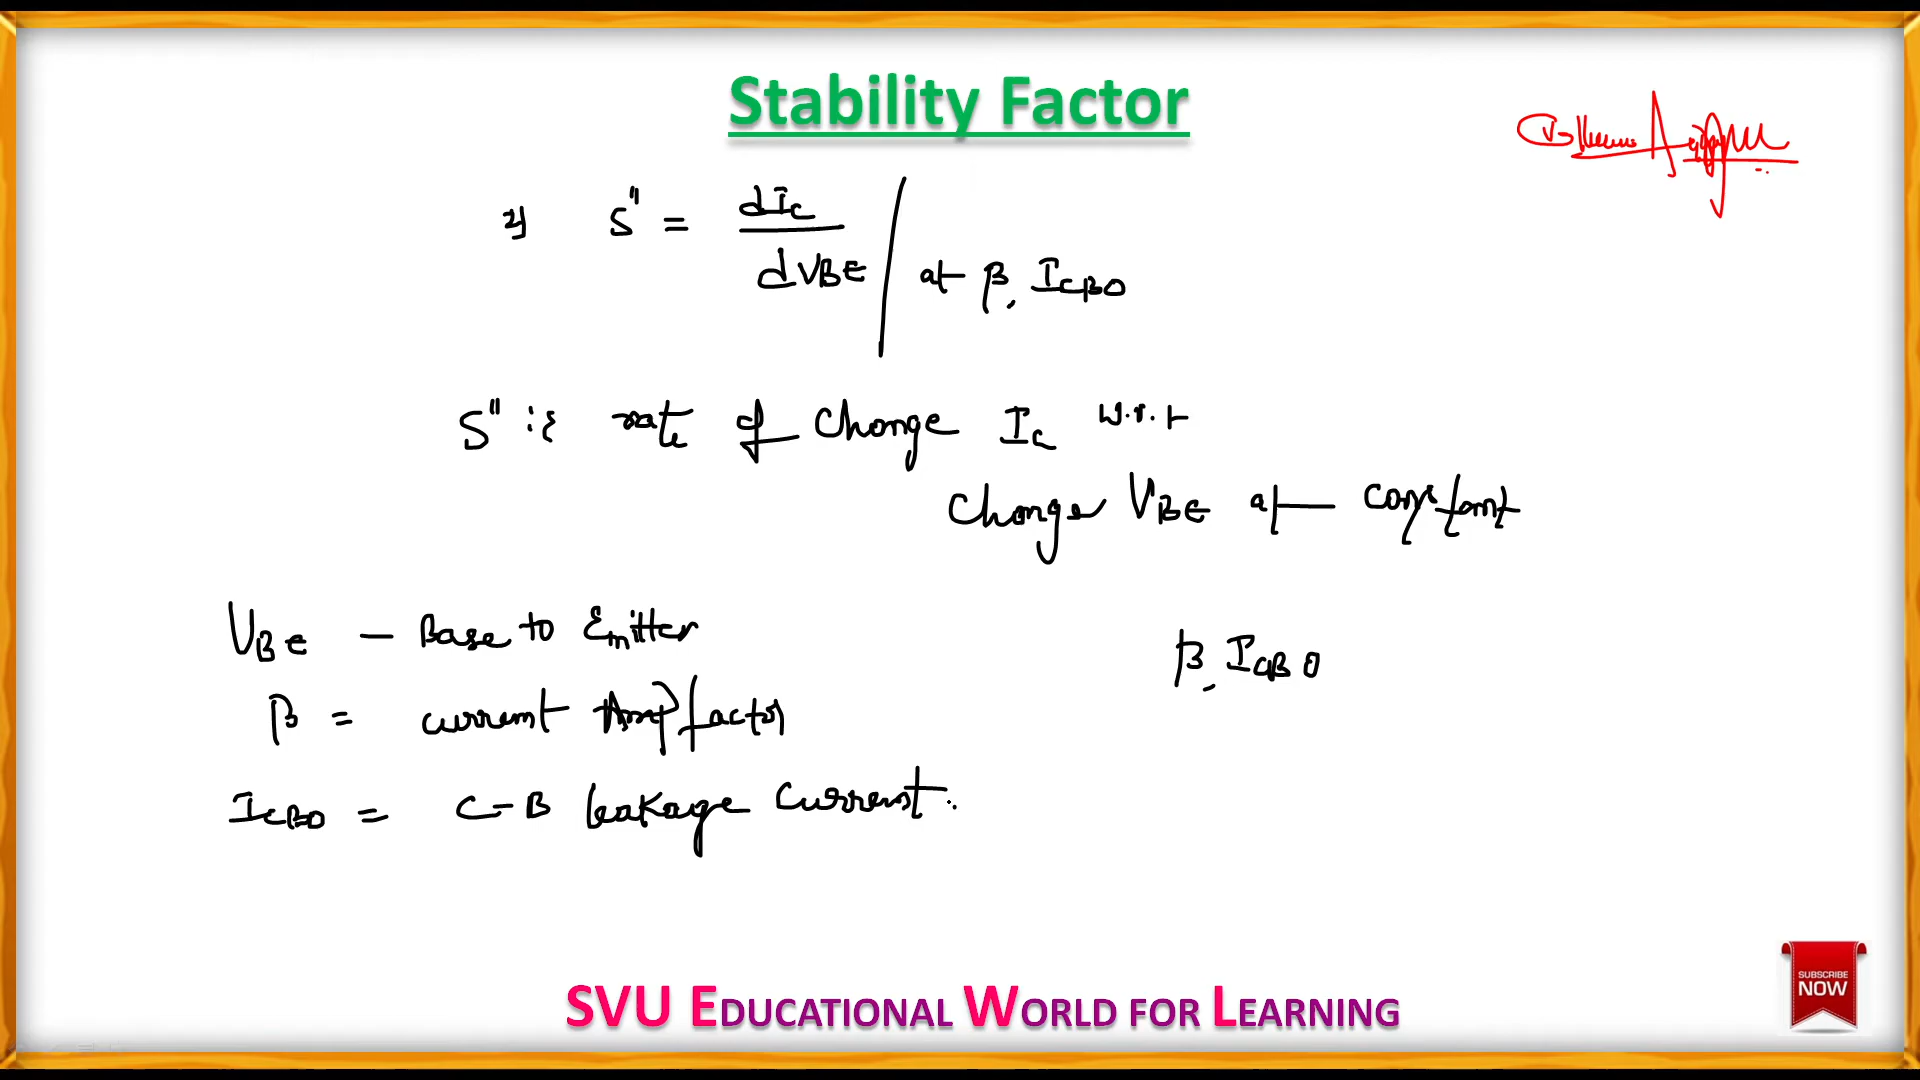 Stability Factor
2) S" = dIc / dVBE | at β, ICBO
S" is rate of change Ic w.r.t
change VBE at constant
β, ICBO
VBE – Base to Emitter
β = current Amp factor
ICBO = C-B leakage current.
SUBSCRIBE
NOW
SVU EDUCATIONAL WORLD FOR LEARNING